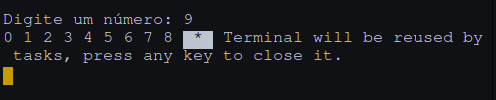 Digite um número: 9
0 1 2 3 4 5 6 7 8  *  Terminal will be reused by
 tasks, press any key to close it.